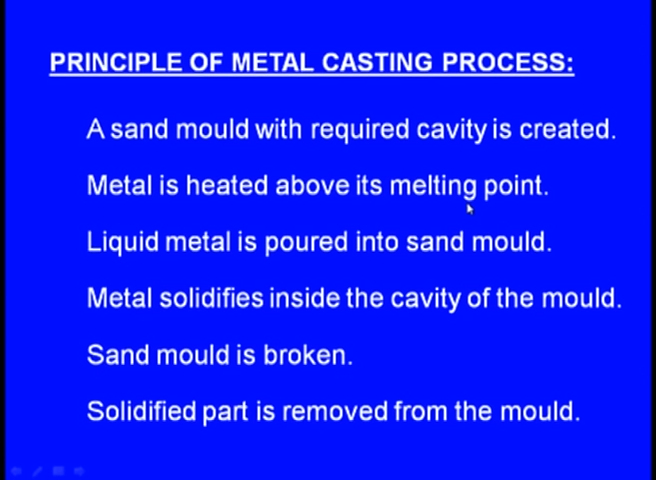 PRINCIPLE OF METAL CASTING PROCESS:
A sand mould with required cavity is created.
Metal is heated above its melting point.
Liquid metal is poured into sand mould.
Metal solidifies inside the cavity of the mould.
Sand mould is broken.
Solidified part is removed from the mould.